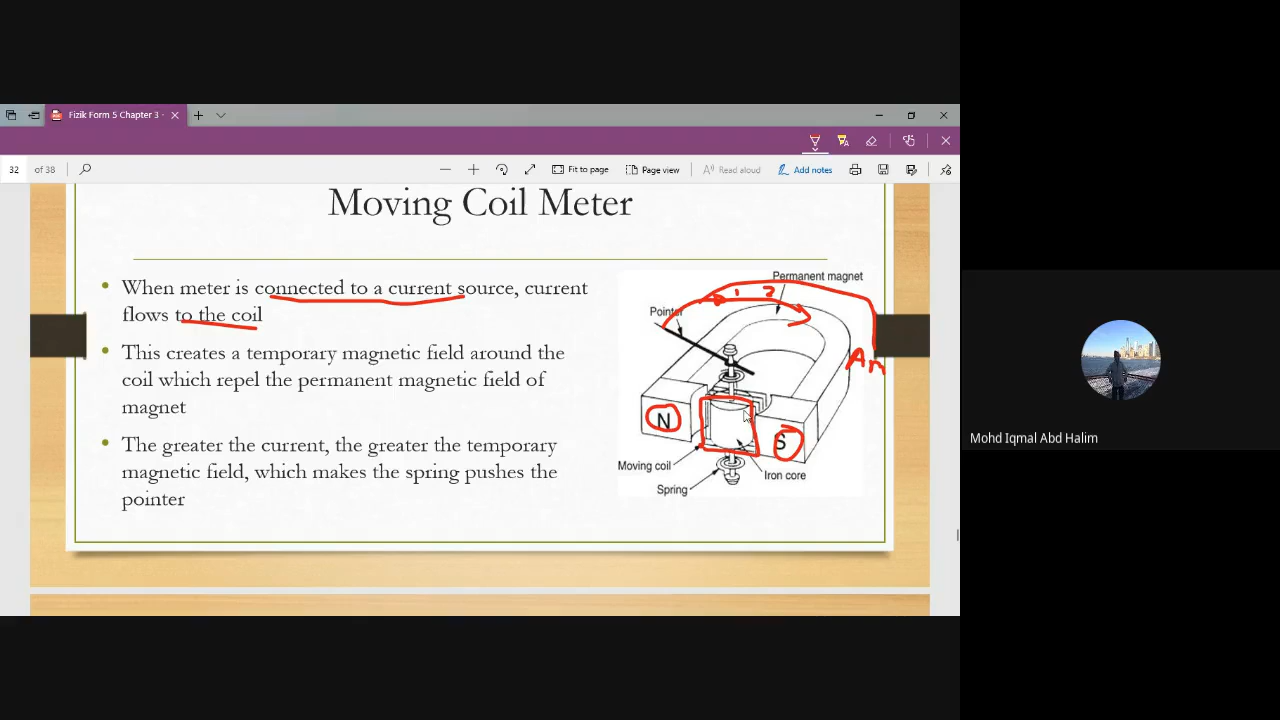 Fizik Form 5 Chapter 3 -
32 of 38
Fit to page
Page view
Read aloud
Add notes
Moving Coil Meter
• When meter is connected to a current source, current
flows to the coil
• This creates a temporary magnetic field around the
coil which repel the permanent magnetic field of
magnet
• The greater the current, the greater the temporary
magnetic field, which makes the spring pushes the
pointer
Permanent magnet
1 2
Pointer
N
S
Moving coil
Iron core
Spring
Mohd Iqmal Abd Halim